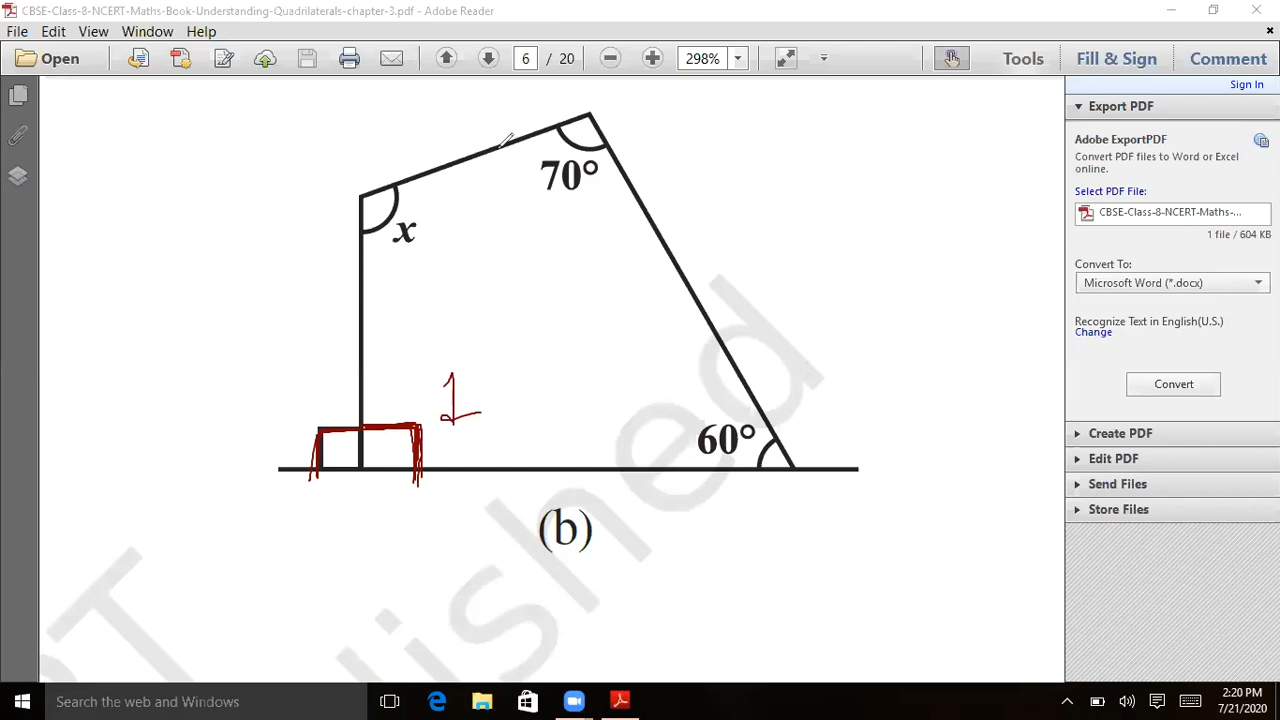 CBSE-Class-8-NCERT-Maths-Book-Understanding-Quadrilaterals-chapter-3.pdf - Adobe Reader
File Edit View Window Help
Open 6 / 20 298% Tools Fill & Sign Comment
Sign In
Export PDF
Adobe ExportPDF
Convert PDF files to Word or Excel
online.
Select PDF File:
CBSE-Class-8-NCERT-Maths-...
1 file / 604 KB
Convert To:
Microsoft Word (*.docx)
Recognize Text in English(U.S.)
Change
Convert
Create PDF
Edit PDF
Send Files
Store Files
70°
x
1
60°
(b)
T
lished
Search the web and Windows
2:20 PM
7/21/2020